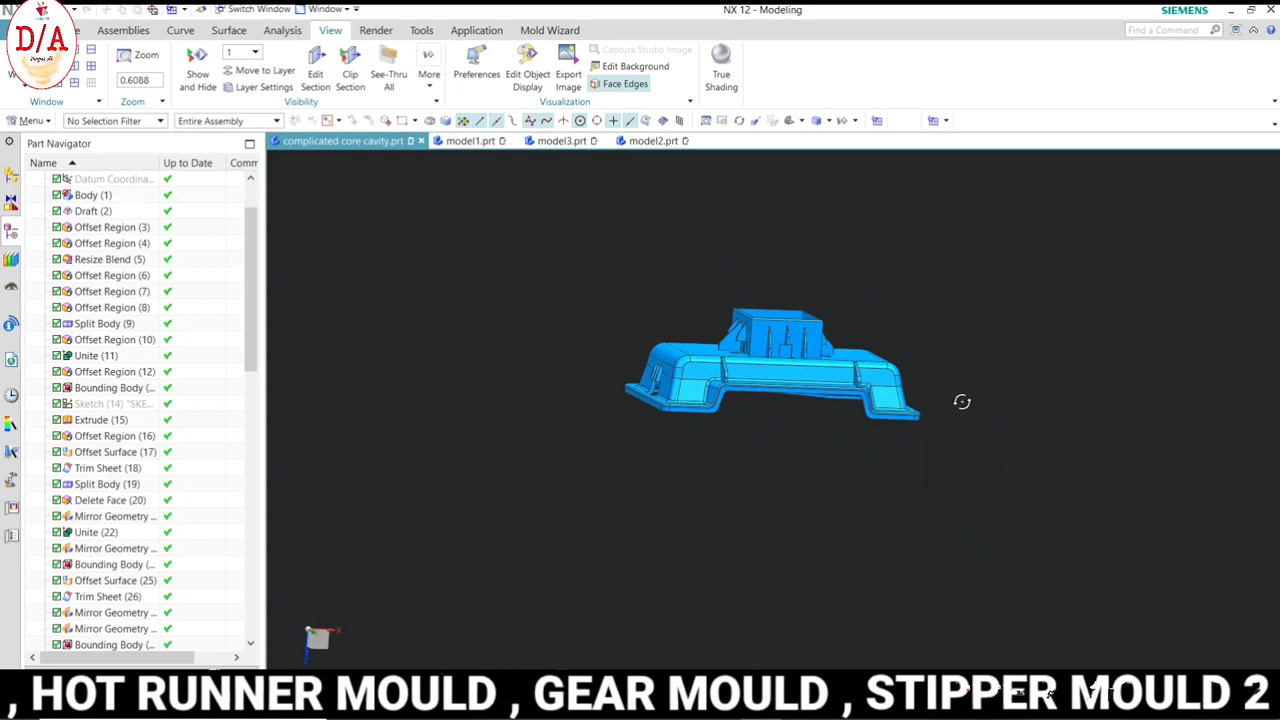 Switch Window
Window
NX 12 - Modeling
SIEMENS
D/A
Assemblies
Curve
Surface
Analysis
View
Render
Tools
Application
Mold Wizard
Find a Command
Zoom
0.6088
Show and Hide
1
Move to Layer
Layer Settings
Edit Section
Clip Section
See-Thru All
More
Preferences
Edit Object Display
Export Image
Capture Studio Image
Edit Background
Face Edges
True Shading
Window
Zoom
Visibility
Visualization
Menu
No Selection Filter
Entire Assembly
complicated core cavity.prt
model1.prt
model3.prt
model2.prt
Part Navigator
Name
Up to Date
Comm
Datum Coordina...
Body (1)
Draft (2)
Offset Region (3)
Offset Region (4)
Resize Blend (5)
Offset Region (6)
Offset Region (7)
Offset Region (8)
Split Body (9)
Offset Region (10)
Unite (11)
Offset Region (12)
Bounding Body (...
Sketch (14) "SKE...
Extrude (15)
Offset Region (16)
Offset Surface (17)
Trim Sheet (18)
Split Body (19)
Delete Face (20)
Mirror Geometry ...
Unite (22)
Mirror Geometry ...
Bounding Body (...
Offset Surface (25)
Trim Sheet (26)
Mirror Geometry ...
Mirror Geometry ...
Bounding Body (...
X
, HOT RUNNER MOULD , GEAR MOULD , STIPPER MOULD 2